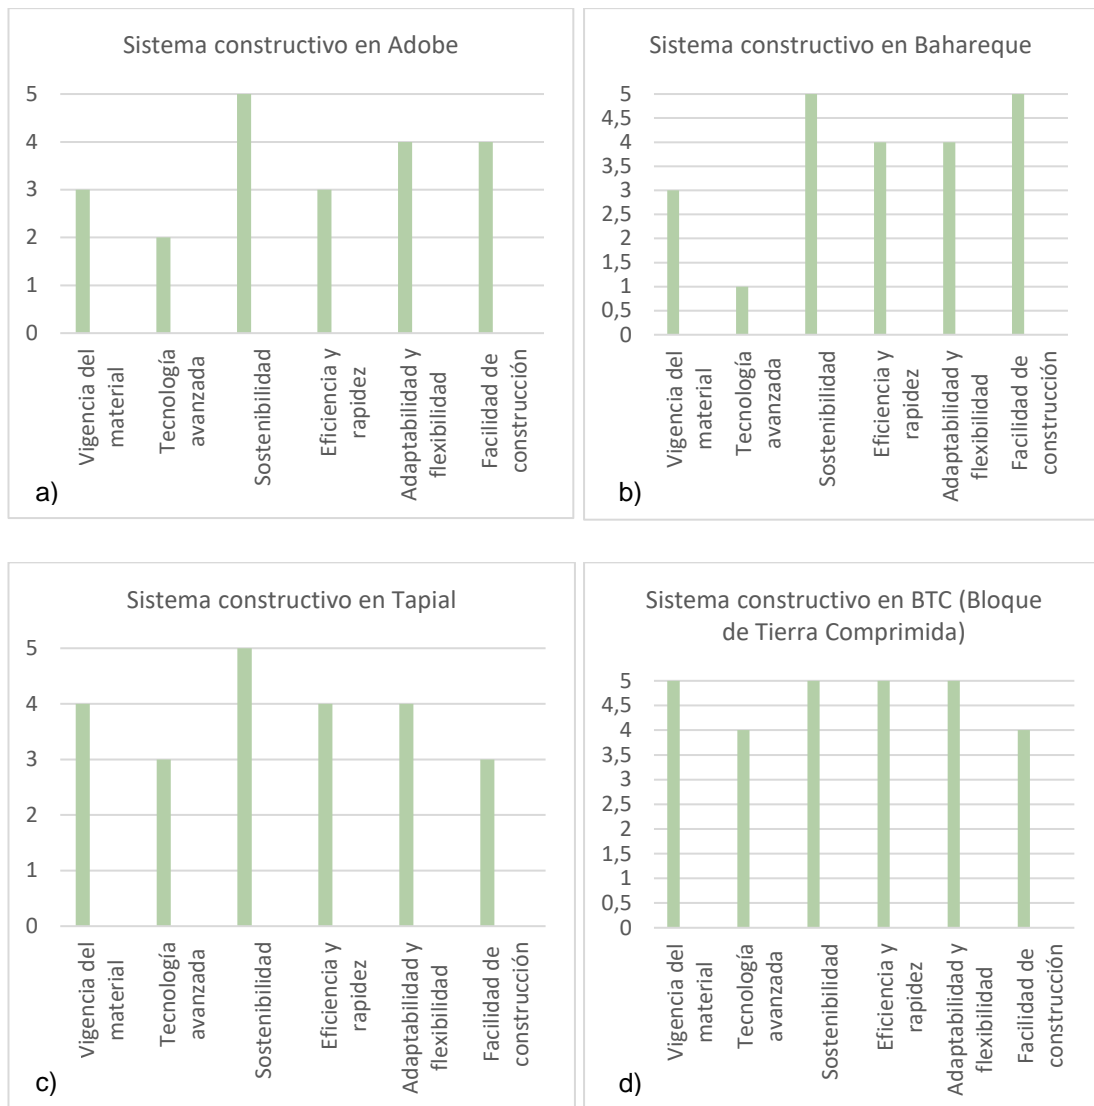 Sistema constructivo en Adobe
5
4
3
2
1
0
Vigencia del
material
Tecnología
avanzada
Sostenibilidad
Eficiencia y
rapidez
Adaptabilidad y
flexibilidad
Facilidad de
construcción
a)
Sistema constructivo en Bahareque
5
4,5
4
3,5
3
2,5
2
1,5
1
0,5
0
Vigencia del
material
Tecnología
avanzada
Sostenibilidad
Eficiencia y
rapidez
Adaptabilidad y
flexibilidad
Facilidad de
construcción
b)
Sistema constructivo en Tapial
5
4
3
2
1
0
Vigencia del
material
Tecnología
avanzada
Sostenibilidad
Eficiencia y
rapidez
Adaptabilidad y
flexibilidad
Facilidad de
construcción
c)
Sistema constructivo en BTC (Bloque
de Tierra Comprimida)
5
4,5
4
3,5
3
2,5
2
1,5
1
0,5
0
Vigencia del
material
Tecnología
avanzada
Sostenibilidad
Eficiencia y
rapidez
Adaptabilidad y
flexibilidad
Facilidad de
construcción
d)